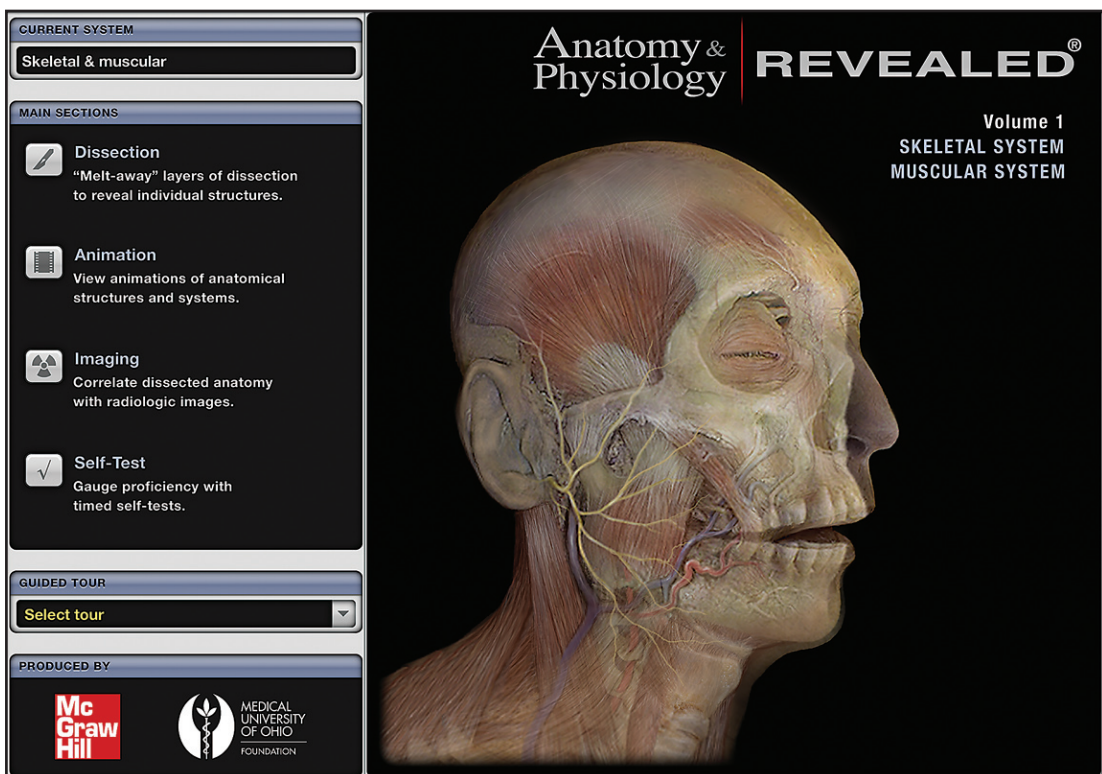 CURRENT SYSTEM
Skeletal & muscular
MAIN SECTIONS
Dissection
“Melt-away” layers of dissection
to reveal individual structures.
Animation
View animations of anatomical
structures and systems.
Imaging
Correlate dissected anatomy
with radiologic images.
√
Self-Test
Gauge proficiency with
timed self-tests.
GUIDED TOUR
Select tour
PRODUCED BY
Mc
Graw
Hill
MEDICAL
UNIVERSITY
OF OHIO
FOUNDATION
Anatomy &
Physiology
REVEALED®
Volume 1
SKELETAL SYSTEM
MUSCULAR SYSTEM